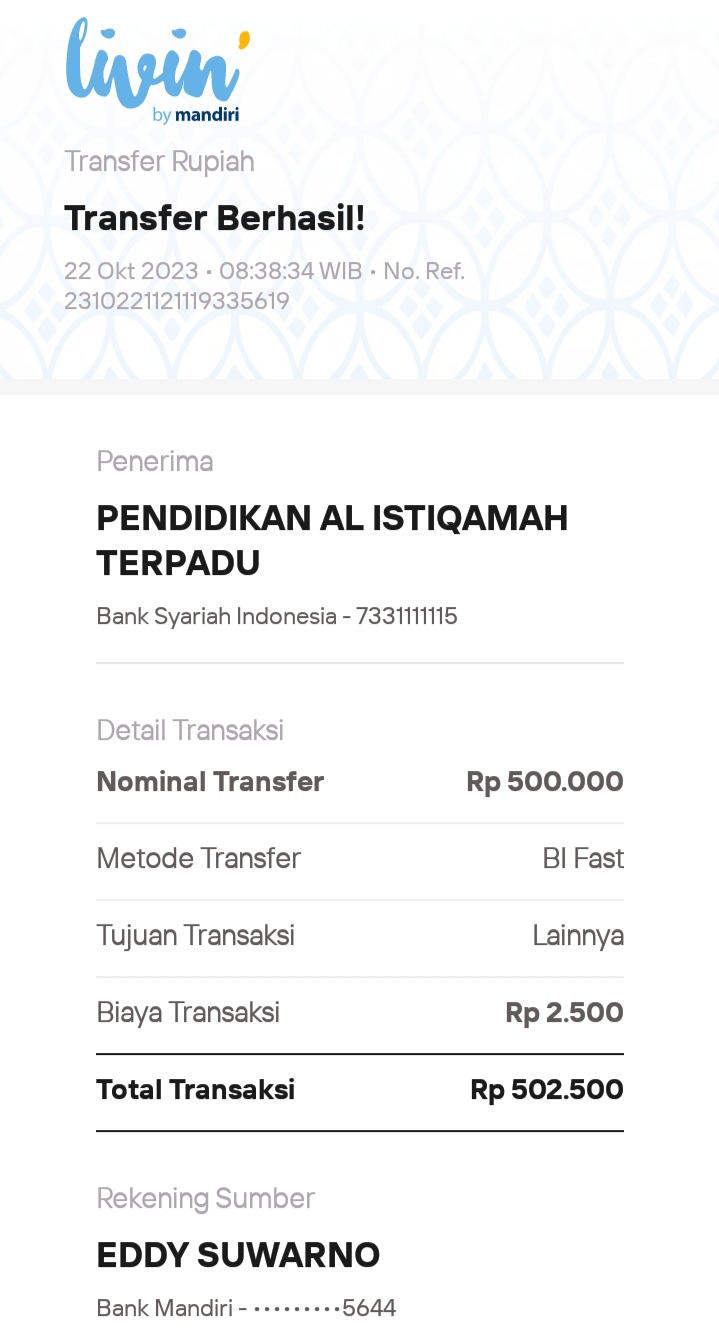 livin'
by mandiri
Transfer Rupiah
Transfer Berhasil!
22 Okt 2023 • 08:38:34 WIB • No. Ref.
2310221121119335619
Penerima
PENDIDIKAN AL ISTIQAMAH
TERPADU
Bank Syariah Indonesia - 7331111115
Detail Transaksi
Nominal Transfer Rp 500.000
Metode Transfer BI Fast
Tujuan Transaksi Lainnya
Biaya Transaksi Rp 2.500
Total Transaksi Rp 502.500
Rekening Sumber
EDDY SUWARNO
Bank Mandiri - •••••••••5644